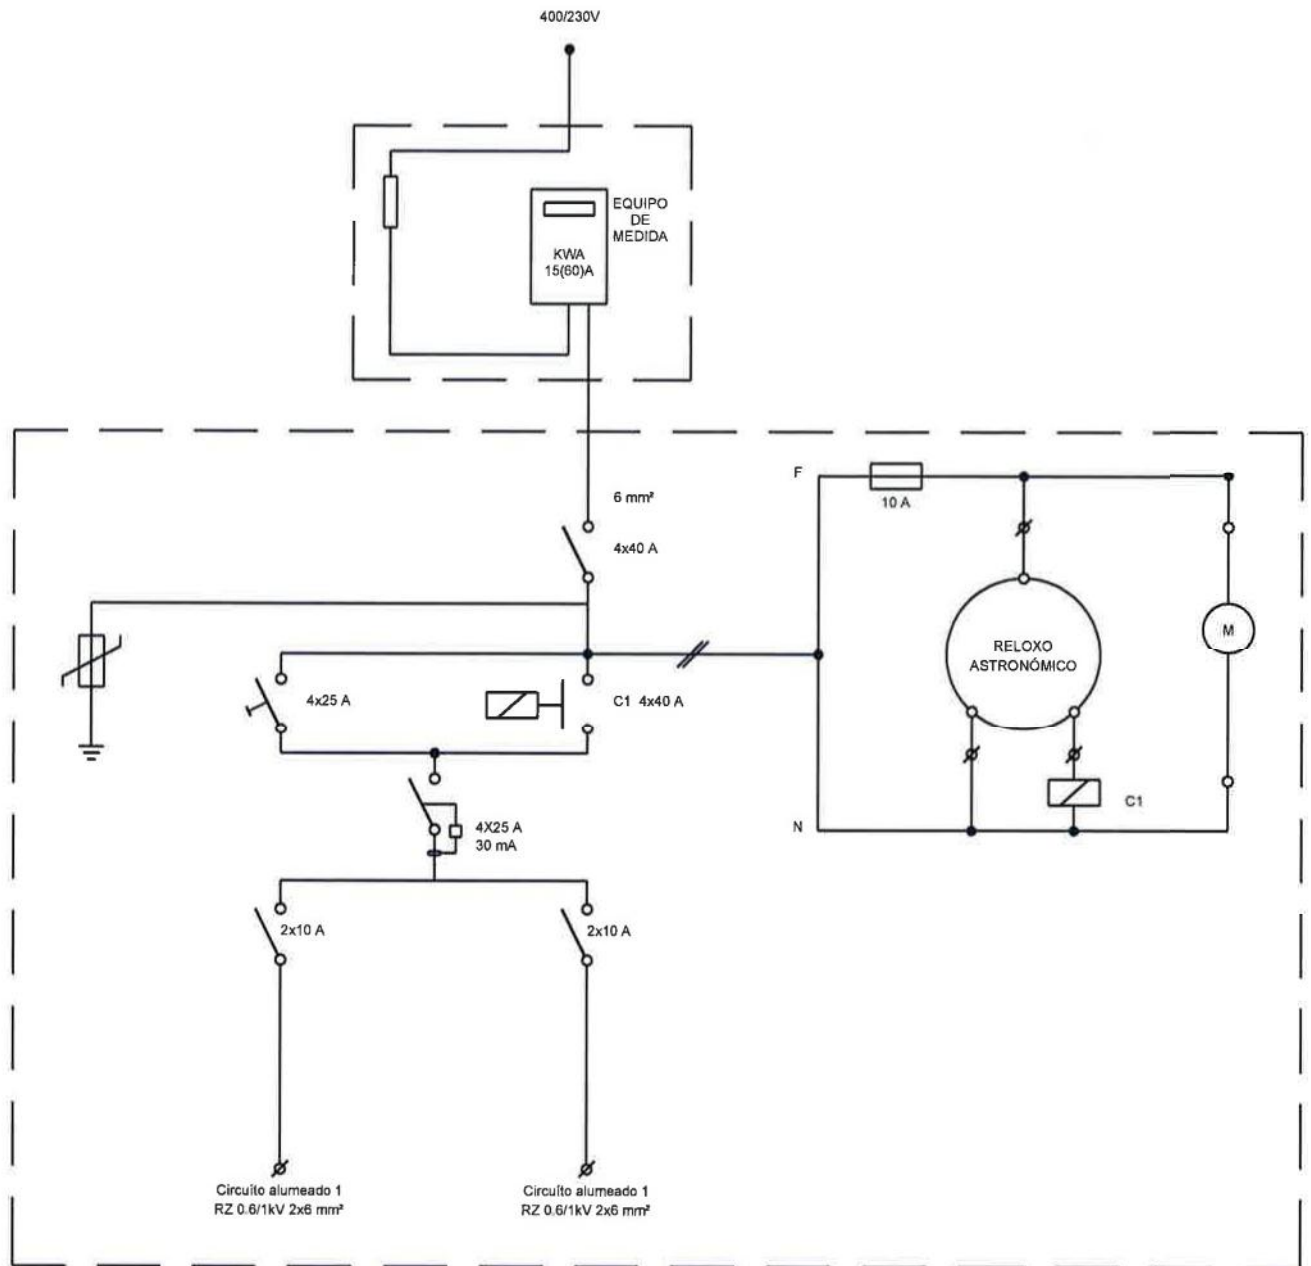 400/230V
EQUIPO
DE
MEDIDA
KWA
15(60)A
6 mm²
4x40 A
F
10 A
RELOXO
ASTRONÓMICO
M
4x25 A
C1 4x40 A
C1
N
4X25 A
30 mA
2x10 A
2x10 A
Circuíto alumeado 1
RZ 0.6/1kV 2x6 mm²
Circuíto alumeado 1
RZ 0.6/1kV 2x6 mm²